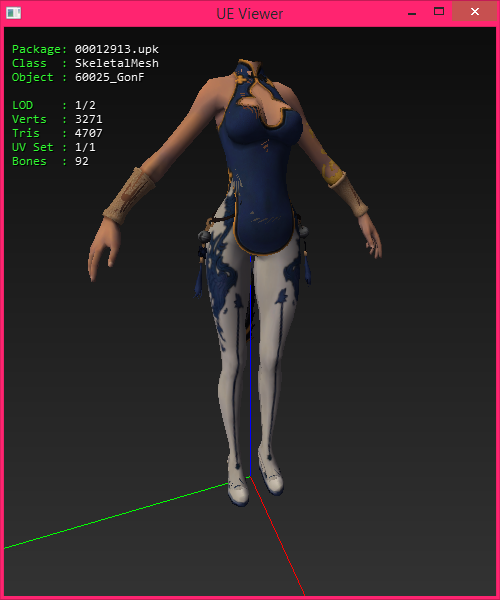 UE Viewer
Package: 00012913.upk
Class  : SkeletalMesh
Object : 60025_GonF
LOD    : 1/2
Verts  : 3271
Tris   : 4707
UV Set : 1/1
Bones  : 92